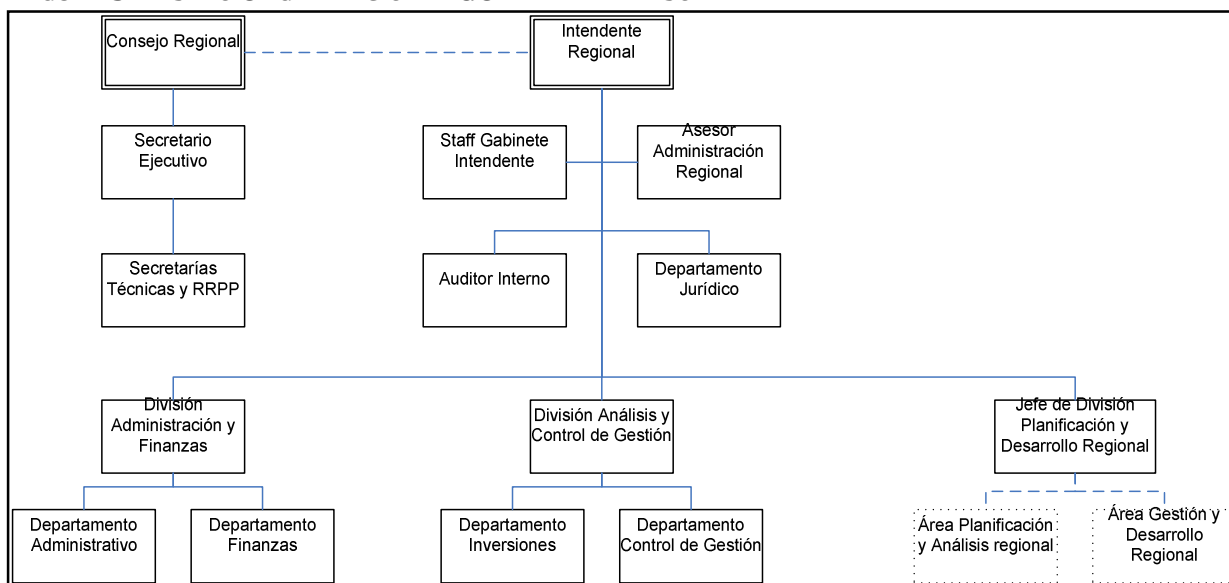 Consejo Regional
Intendente
Regional
Secretario
Ejecutivo
Staff Gabinete
Intendente
Asesor
Administración
Regional
Secretarías
Técnicas y RRPP
Auditor Interno
Departamento
Jurídico
División
Administración y
Finanzas
División Análisis y
Control de Gestión
Jefe de División
Planificación y
Desarrollo Regional
Departamento
Administrativo
Departamento
Finanzas
Departamento
Inversiones
Departamento
Control de Gestión
Área Planificación
y Análisis regional
Área Gestión y
Desarrollo
Regional